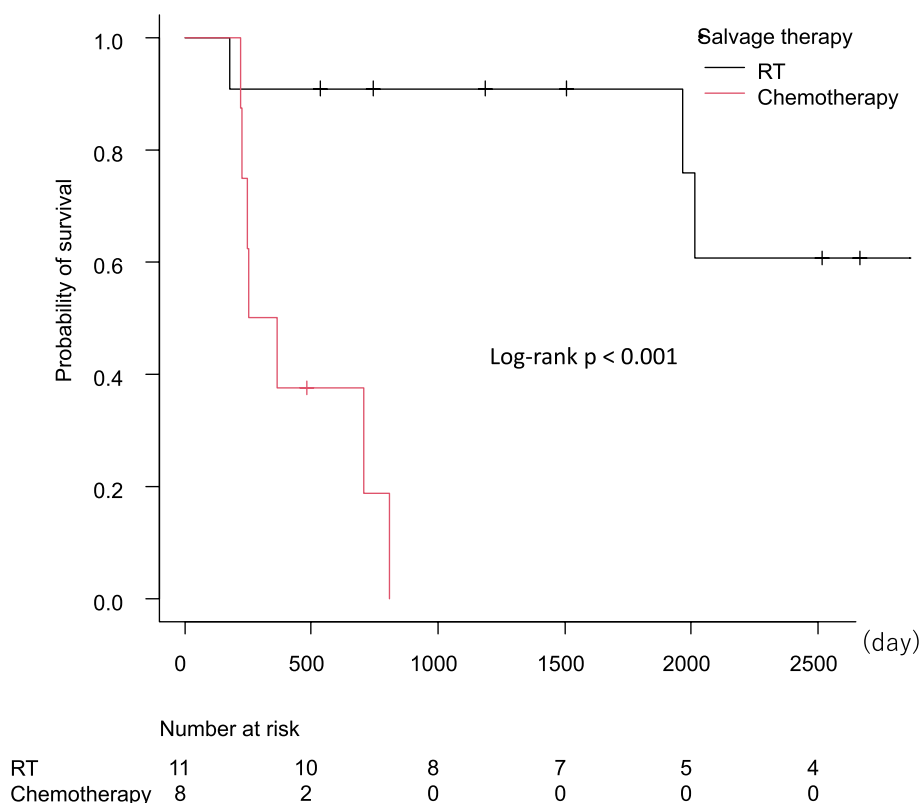 Salvage therapy
RT
Chemotherapy
1.0
0.8
0.6
0.4
0.2
0.0
Probability of survival
Log-rank p < 0.001
0 500 1000 1500 2000 2500 (day)
Number at risk
RT 11 10 8 7 5 4
Chemotherapy 8 2 0 0 0 0